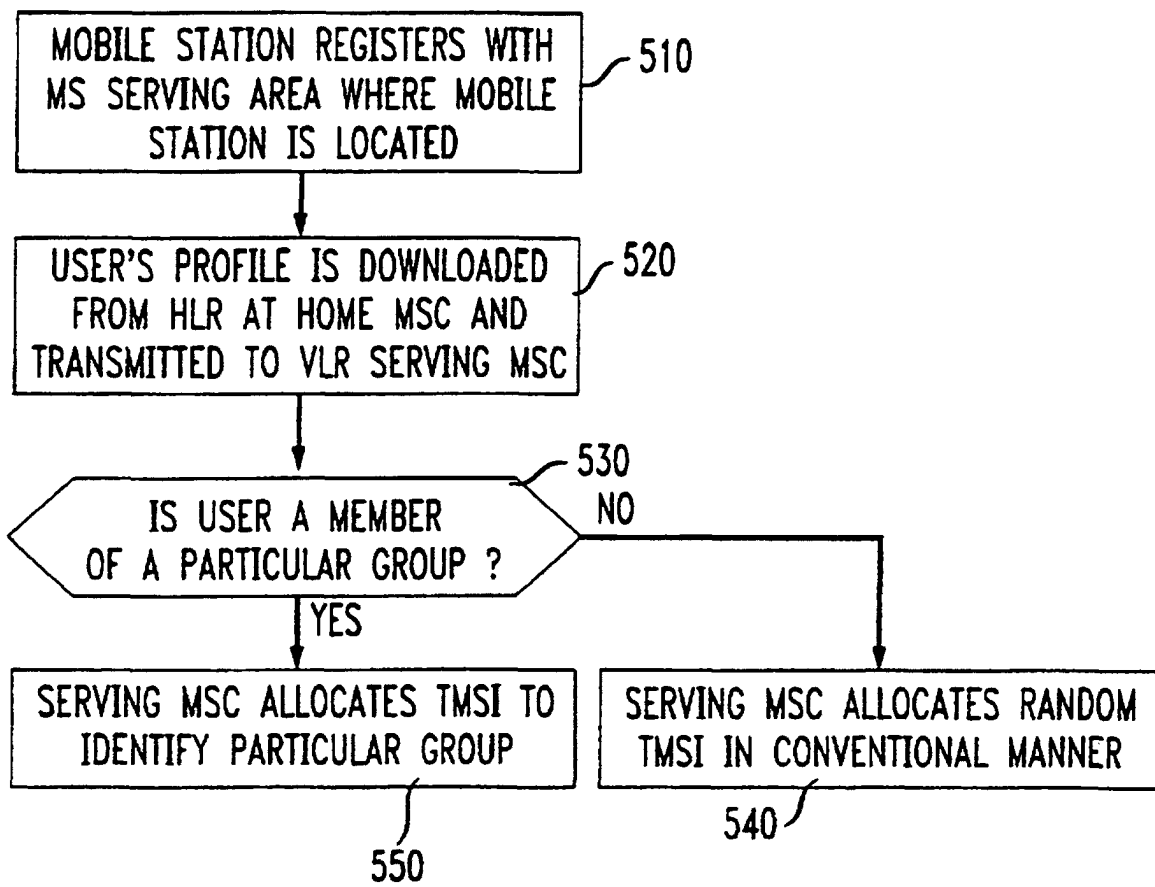 MOBILE STATION REGISTERS WITH
MS SERVING AREA WHERE MOBILE
STATION IS LOCATED
510
USER'S PROFILE IS DOWNLOADED
FROM HLR AT HOME MSC AND
TRANSMITTED TO VLR SERVING MSC
520
530
IS USER A MEMBER
OF A PARTICULAR GROUP ?
NO
YES
SERVING MSC ALLOCATES TMSI TO
IDENTIFY PARTICULAR GROUP
550
SERVING MSC ALLOCATES RANDOM
TMSI IN CONVENTIONAL MANNER
540